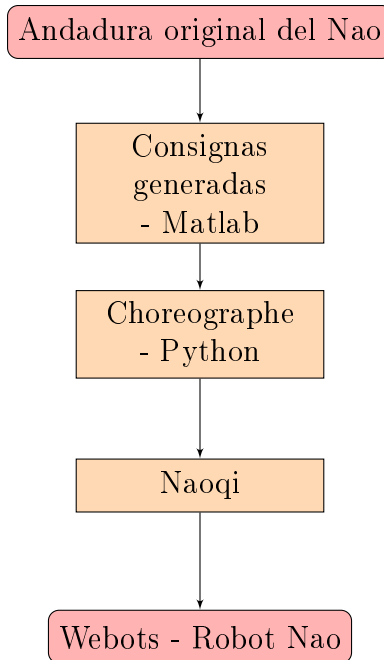 Andadura original del Nao
Consignas
generadas
- Matlab
Choreographe
- Python
Naoqi
Webots - Robot Nao